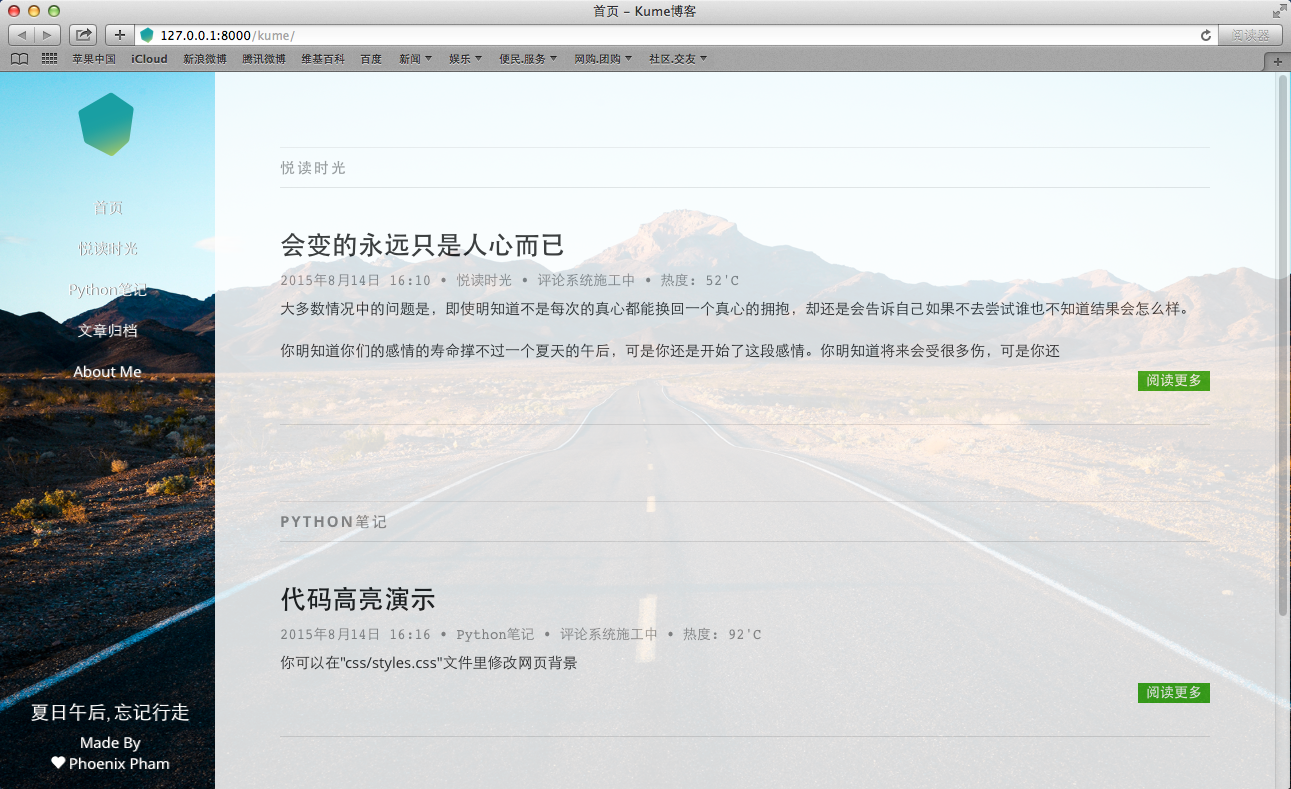 首页 – Kume博客
127.0.0.1:8000/kume/
阅读器
苹果中国 iCloud 新浪微博 腾讯微博 维基百科 百度 新闻 娱乐 便民.服务 网购.团购 社区.交友
首页
悦读时光
Python笔记
文章归档
About Me
夏日午后, 忘记行走
Made By
Phoenix Pham
悦读时光
会变的永远只是人心而已
2015年8月14日 16:10 • 悦读时光 • 评论系统施工中 • 热度: 52'C
大多数情况中的问题是，即使明知道不是每次的真心都能换回一个真心的拥抱，却还是会告诉自己如果不去尝试谁也不知道结果会怎么样。
你明知道你们的感情的寿命撑不过一个夏天的午后，可是你还是开始了这段感情。你明知道将来会受很多伤，可是你还
阅读更多
PYTHON笔记
代码高亮演示
2015年8月14日 16:16 • Python笔记 • 评论系统施工中 • 热度: 92'C
你可以在"css/styles.css"文件里修改网页背景
阅读更多